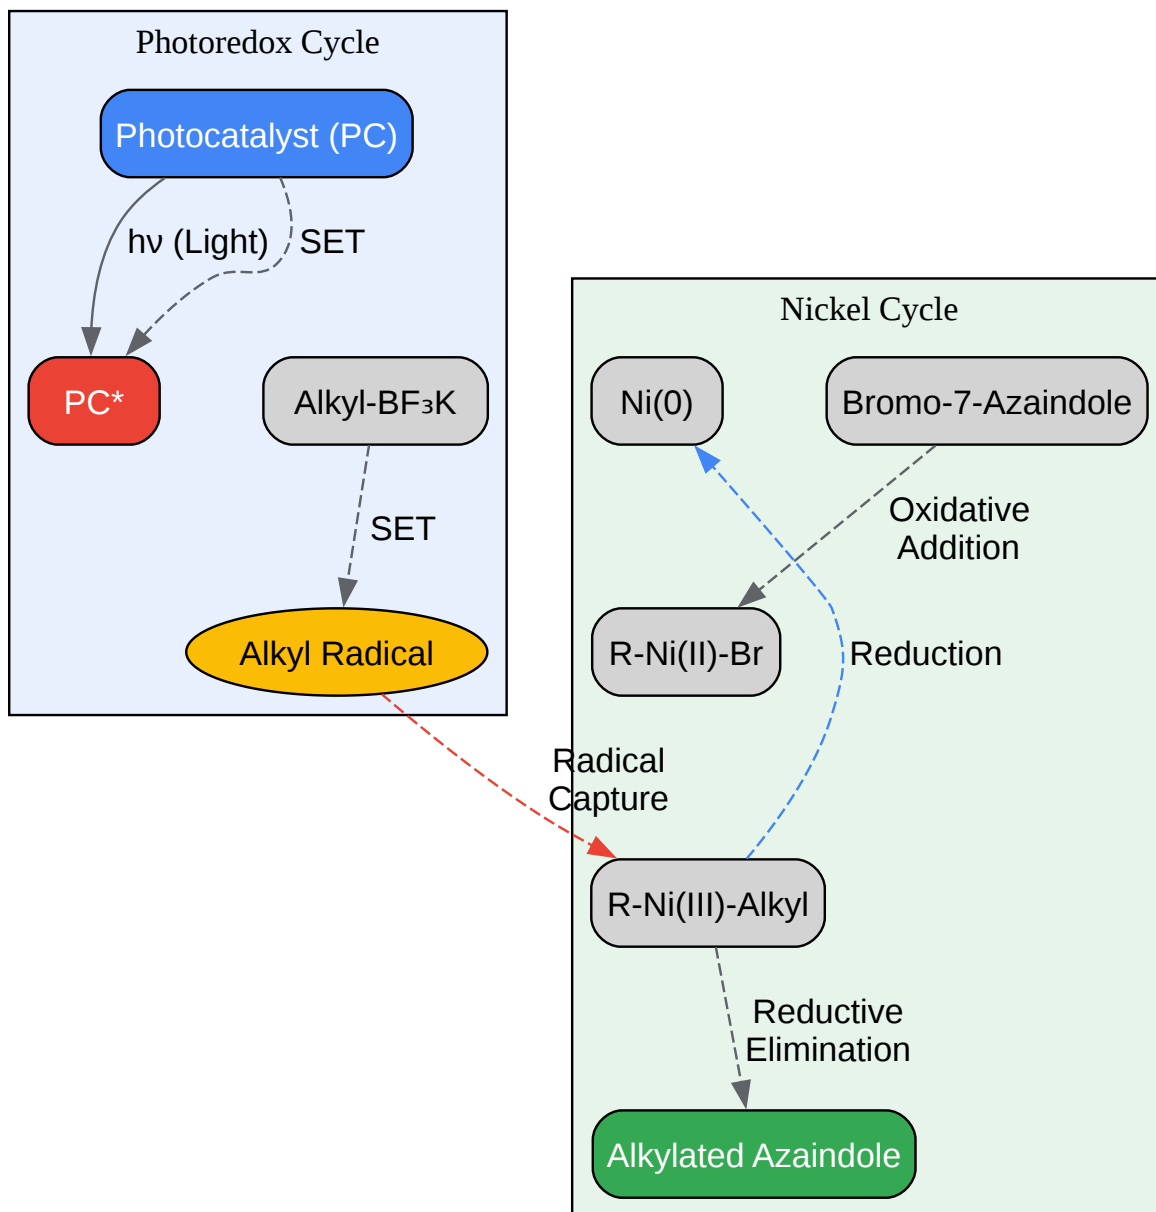 Photoredox Cycle
Photocatalyst (PC)
hν (Light)
SET
PC*
Alkyl-BF₃K
SET
Alkyl Radical
Radical
Capture
Nickel Cycle
Ni(0)
Bromo-7-Azaindole
Oxidative
Addition
R-Ni(II)-Br
Reduction
R-Ni(III)-Alkyl
Reductive
Elimination
Alkylated Azaindole